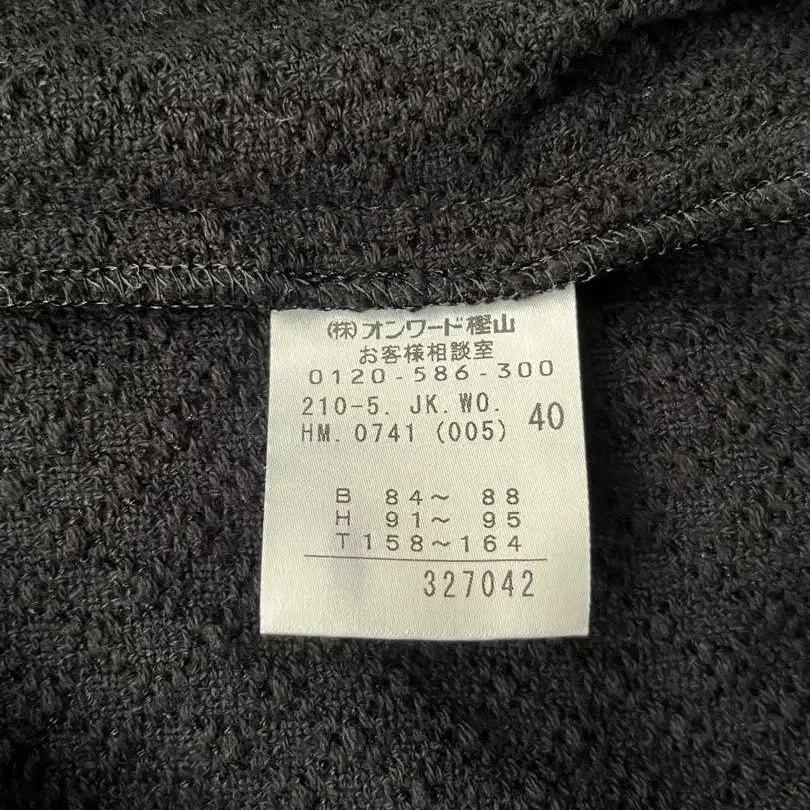 (株)オンワード樫山
お客様相談室
0120-586-300
210-5. JK.WO. 40
HM. 0741 (005)
B 84～ 88
H 91～ 95
T 158～164
327042